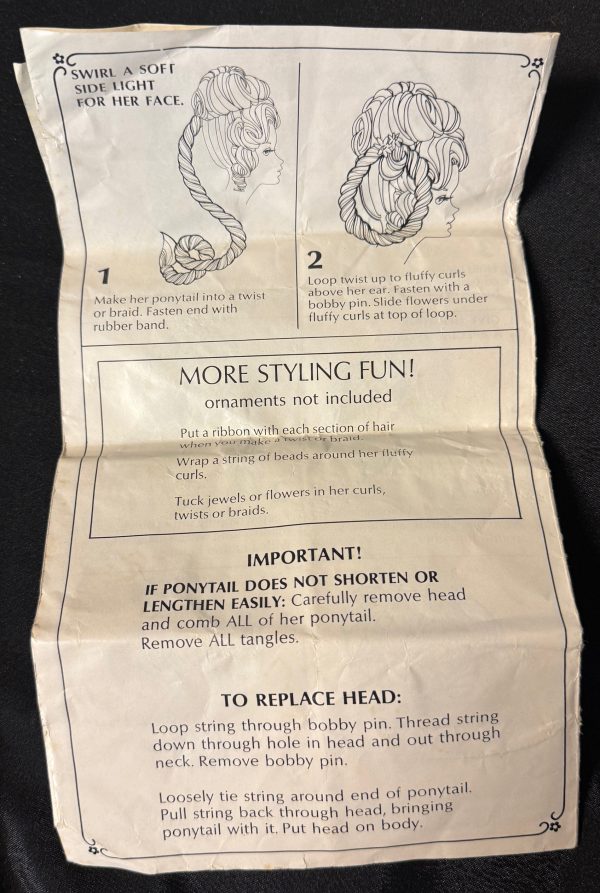 SWIRL A SOFT
SIDE LIGHT
FOR HER FACE.
1
Make her ponytail into a twist
or braid. Fasten end with
rubber band.
2
Loop twist up to fluffy curls
above her ear. Fasten with a
bobby pin. Slide flowers under
fluffy curls at top of loop.
MORE STYLING FUN!
ornaments not included
Put a ribbon with each section of hair
when you make a twist or braid.
Wrap a string of beads around her fluffy
curls.
Tuck jewels or flowers in her curls,
twists or braids.
IMPORTANT!
IF PONYTAIL DOES NOT SHORTEN OR
LENGTHEN EASILY: Carefully remove head
and comb ALL of her ponytail.
Remove ALL tangles.
TO REPLACE HEAD:
Loop string through bobby pin. Thread string
down through hole in head and out through
neck. Remove bobby pin.
Loosely tie string around end of ponytail.
Pull string back through head, bringing
ponytail with it. Put head on body.